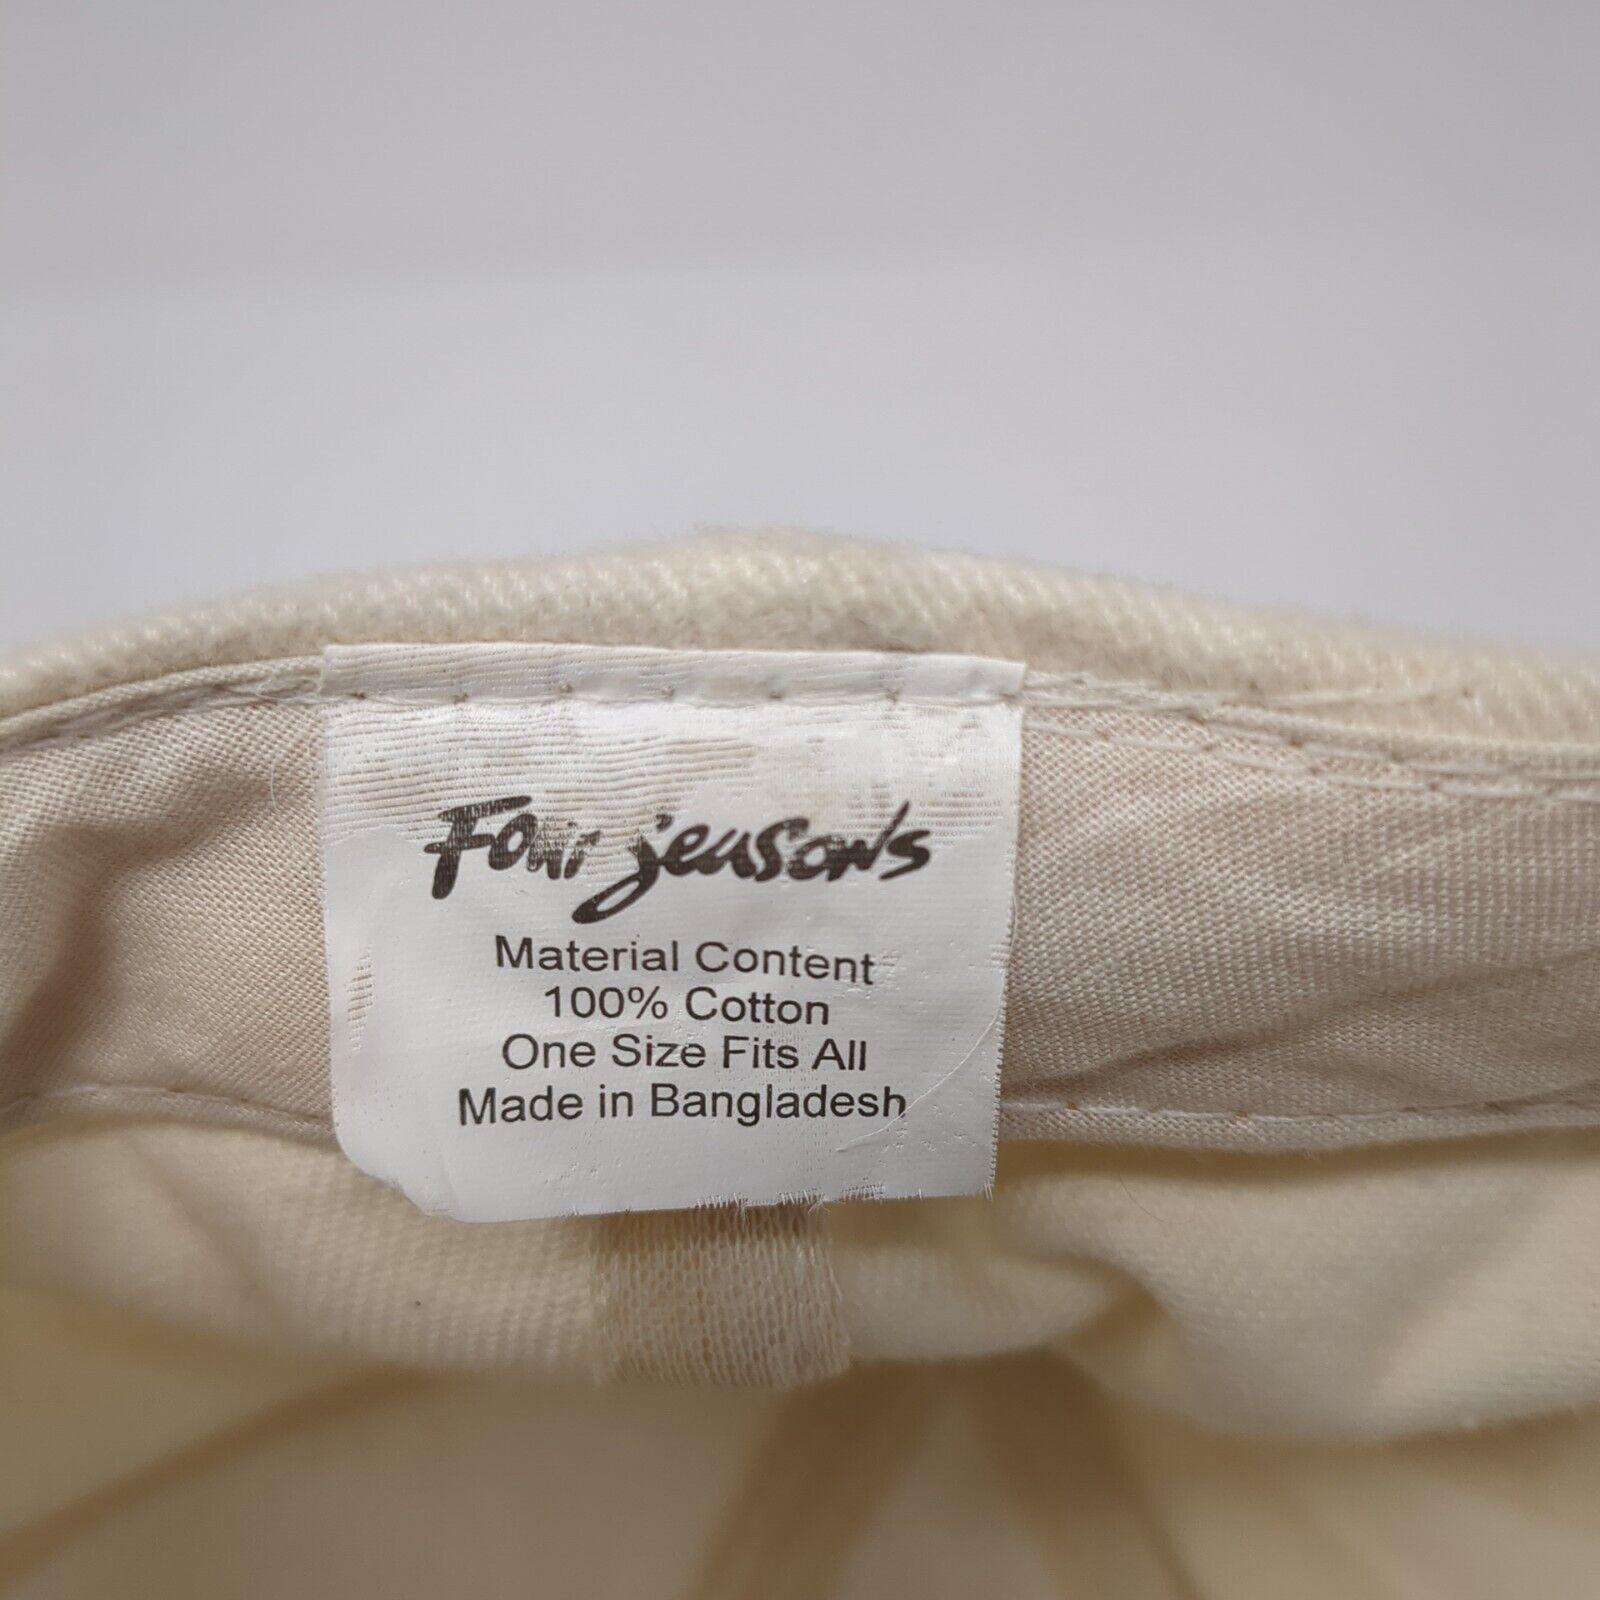 Four Seasons
Material Content
100% Cotton
One Size Fits All
Made in Bangladesh